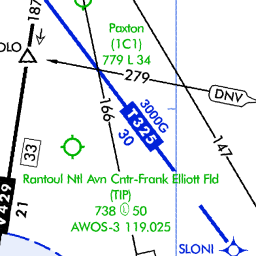 187
Paxton
(1C1)
779 L 34
OLO
279
DNV
3000G
T325
30
166
147
33
Rantoul Ntl Avn Cntr-Frank Elliott Fld
(TIP)
738 L 50
AWOS-3 119.025
V 429
21
SLONI